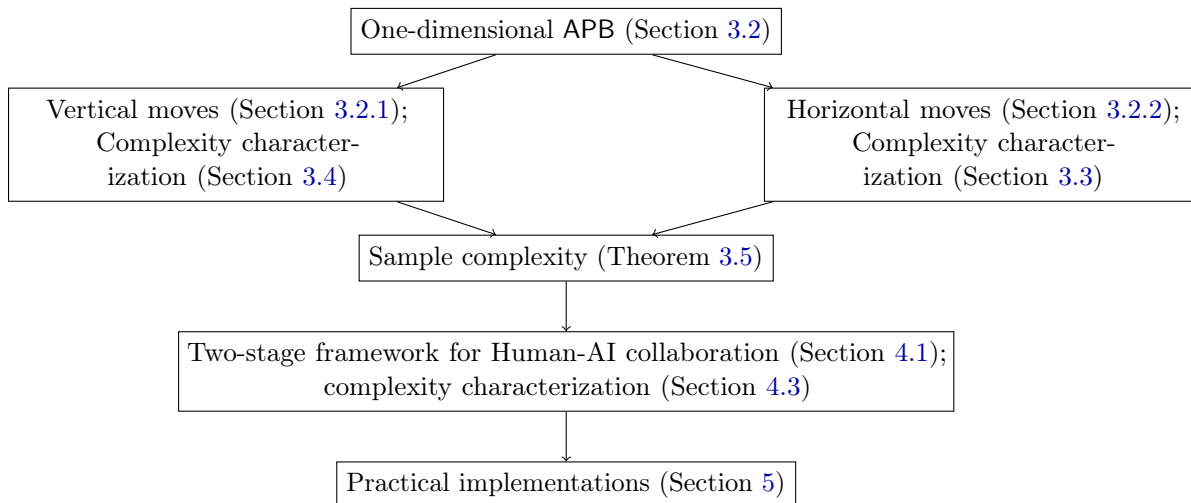 One-dimensional APB (Section 3.2)
Vertical moves (Section 3.2.1);
Complexity character-
ization (Section 3.4)
Horizontal moves (Section 3.2.2);
Complexity character-
ization (Section 3.3)
Sample complexity (Theorem 3.5)
Two-stage framework for Human-AI collaboration (Section 4.1);
complexity characterization (Section 4.3)
Practical implementations (Section 5)